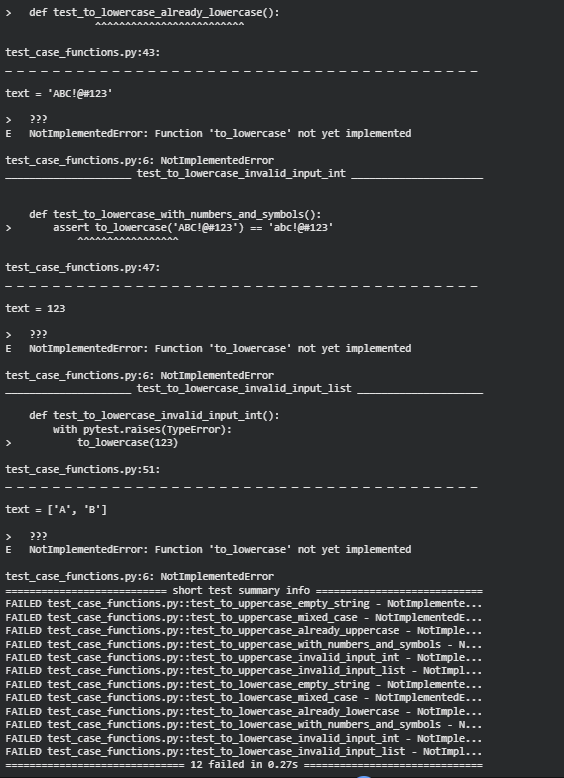 >   def test_to_lowercase_already_lowercase():
               ^^^^^^^^^^^^^^^^^^^^^^^^^
test_case_functions.py:43:
_ _ _ _ _ _ _ _ _ _ _ _ _ _ _ _ _ _ _ _ _ _ _ _ _ _ _ _ _ _ _ _ _ _ _ _ _ _ _ _
text = 'ABC!@#123'
>   ???
E   NotImplementedError: Function 'to_lowercase' not yet implemented
test_case_functions.py:6: NotImplementedError
_____________________ test_to_lowercase_invalid_input_int ______________________
    def test_to_lowercase_with_numbers_and_symbols():
>       assert to_lowercase('ABC!@#123') == 'abc!@#123'
            ^^^^^^^^^^^^^^^^^
test_case_functions.py:47:
_ _ _ _ _ _ _ _ _ _ _ _ _ _ _ _ _ _ _ _ _ _ _ _ _ _ _ _ _ _ _ _ _ _ _ _ _ _ _ _
text = 123
>   ???
E   NotImplementedError: Function 'to_lowercase' not yet implemented
test_case_functions.py:6: NotImplementedError
_____________________ test_to_lowercase_invalid_input_list _____________________
    def test_to_lowercase_invalid_input_int():
        with pytest.raises(TypeError):
>           to_lowercase(123)
test_case_functions.py:51:
_ _ _ _ _ _ _ _ _ _ _ _ _ _ _ _ _ _ _ _ _ _ _ _ _ _ _ _ _ _ _ _ _ _ _ _ _ _ _ _
text = ['A', 'B']
>   ???
E   NotImplementedError: Function 'to_lowercase' not yet implemented
test_case_functions.py:6: NotImplementedError
=========================== short test summary info ============================
FAILED test_case_functions.py::test_to_uppercase_empty_string - NotImplemente...
FAILED test_case_functions.py::test_to_uppercase_mixed_case - NotImplementedE...
FAILED test_case_functions.py::test_to_uppercase_already_uppercase - NotImple...
FAILED test_case_functions.py::test_to_uppercase_with_numbers_and_symbols - N...
FAILED test_case_functions.py::test_to_uppercase_invalid_input_int - NotImple...
FAILED test_case_functions.py::test_to_uppercase_invalid_input_list - NotImpl...
FAILED test_case_functions.py::test_to_lowercase_empty_string - NotImplemente...
FAILED test_case_functions.py::test_to_lowercase_mixed_case - NotImplementedE...
FAILED test_case_functions.py::test_to_lowercase_already_lowercase - NotImple...
FAILED test_case_functions.py::test_to_lowercase_with_numbers_and_symbols - N...
FAILED test_case_functions.py::test_to_lowercase_invalid_input_int - NotImple...
FAILED test_case_functions.py::test_to_lowercase_invalid_input_list - NotImpl...
============================== 12 failed in 0.27s ==============================